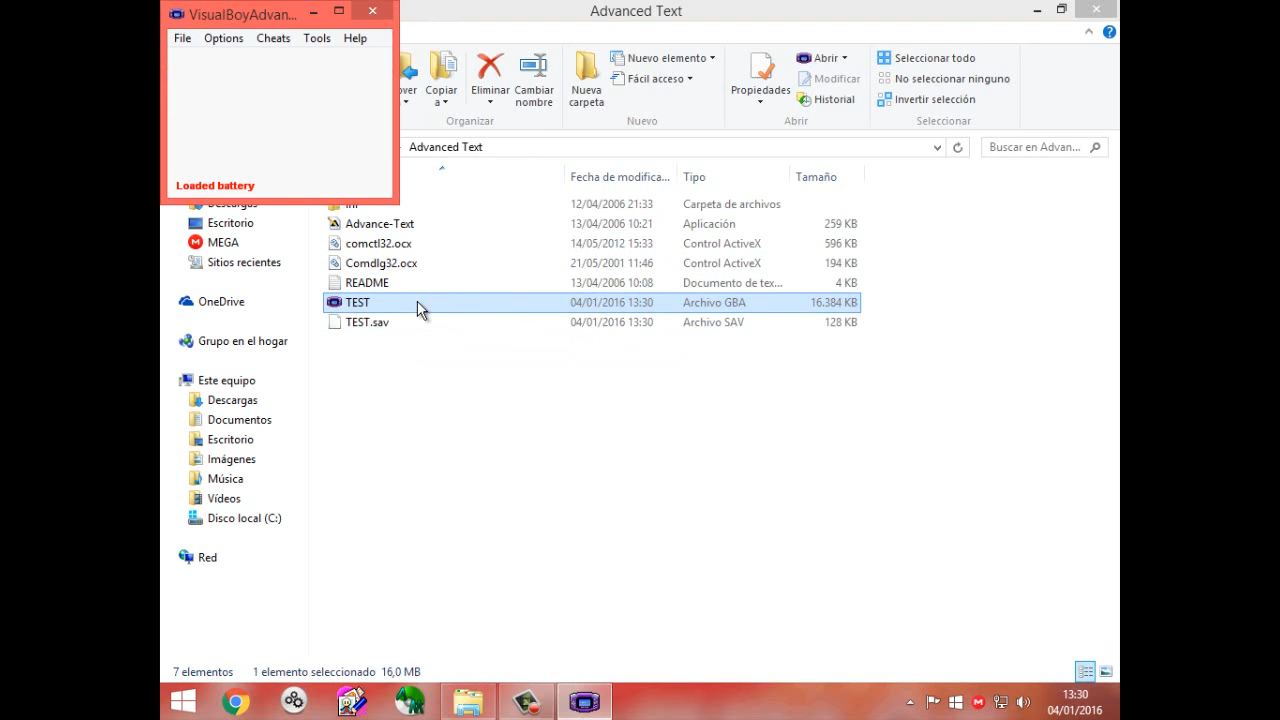 VisualBoyAdvan...
File Options Cheats Tools Help
Loaded battery
Advanced Text
Copiar
a
Eliminar
Cambiar
nombre
Organizar
Nueva
carpeta
Nuevo elemento
Fácil acceso
Nuevo
Propiedades
Abrir
Modificar
Historial
Abrir
Seleccionar todo
No seleccionar ninguno
Invertir selección
Seleccionar
Advanced Text
Buscar en Advan...
Fecha de modifica... Tipo Tamaño
12/04/2006 21:33 Carpeta de archivos
Advance-Text 13/04/2006 10:21 Aplicación 259 KB
comctl32.ocx 14/05/2012 15:33 Control ActiveX 596 KB
Comdlg32.ocx 21/05/2001 11:46 Control ActiveX 194 KB
README 13/04/2006 10:08 Documento de tex... 4 KB
TEST 04/01/2016 13:30 Archivo GBA 16.384 KB
TEST.sav 04/01/2016 13:30 Archivo SAV 128 KB
Descargas
Escritorio
MEGA
Sitios recientes
OneDrive
Grupo en el hogar
Este equipo
Descargas
Documentos
Escritorio
Imágenes
Música
Vídeos
Disco local (C:)
Red
7 elementos 1 elemento seleccionado 16,0 MB
13:30
04/01/2016